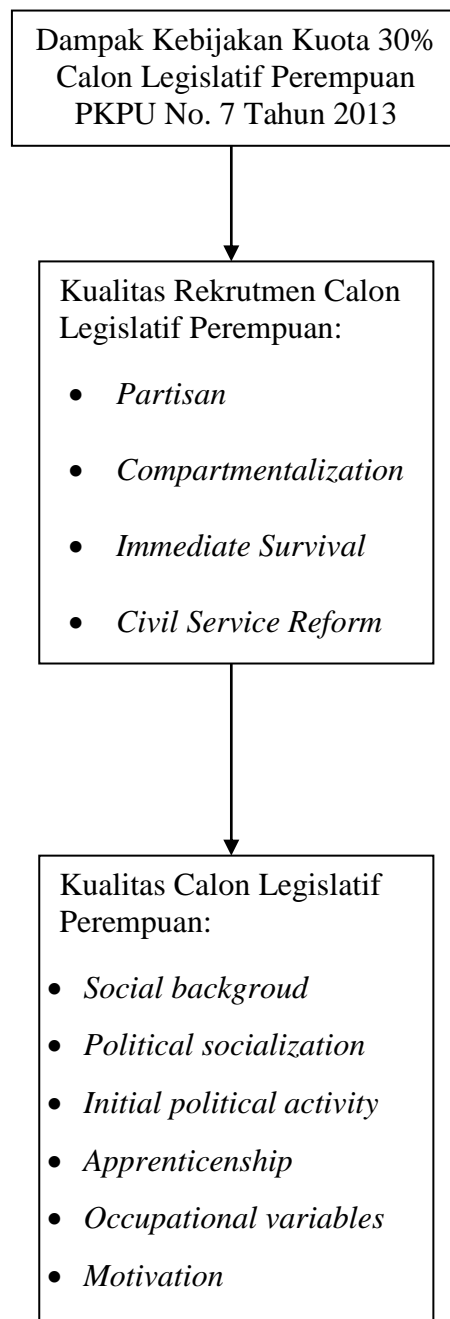 Dampak Kebijakan Kuota 30%
Calon Legislatif Perempuan
PKPU No. 7 Tahun 2013
Kualitas Rekrutmen Calon
Legislatif Perempuan:
• Partisan
• Compartmentalization
• Immediate Survival
• Civil Service Reform
Kualitas Calon Legislatif
Perempuan:
• Social backgroud
• Political socialization
• Initial political activity
• Apprenticenship
• Occupational variables
• Motivation